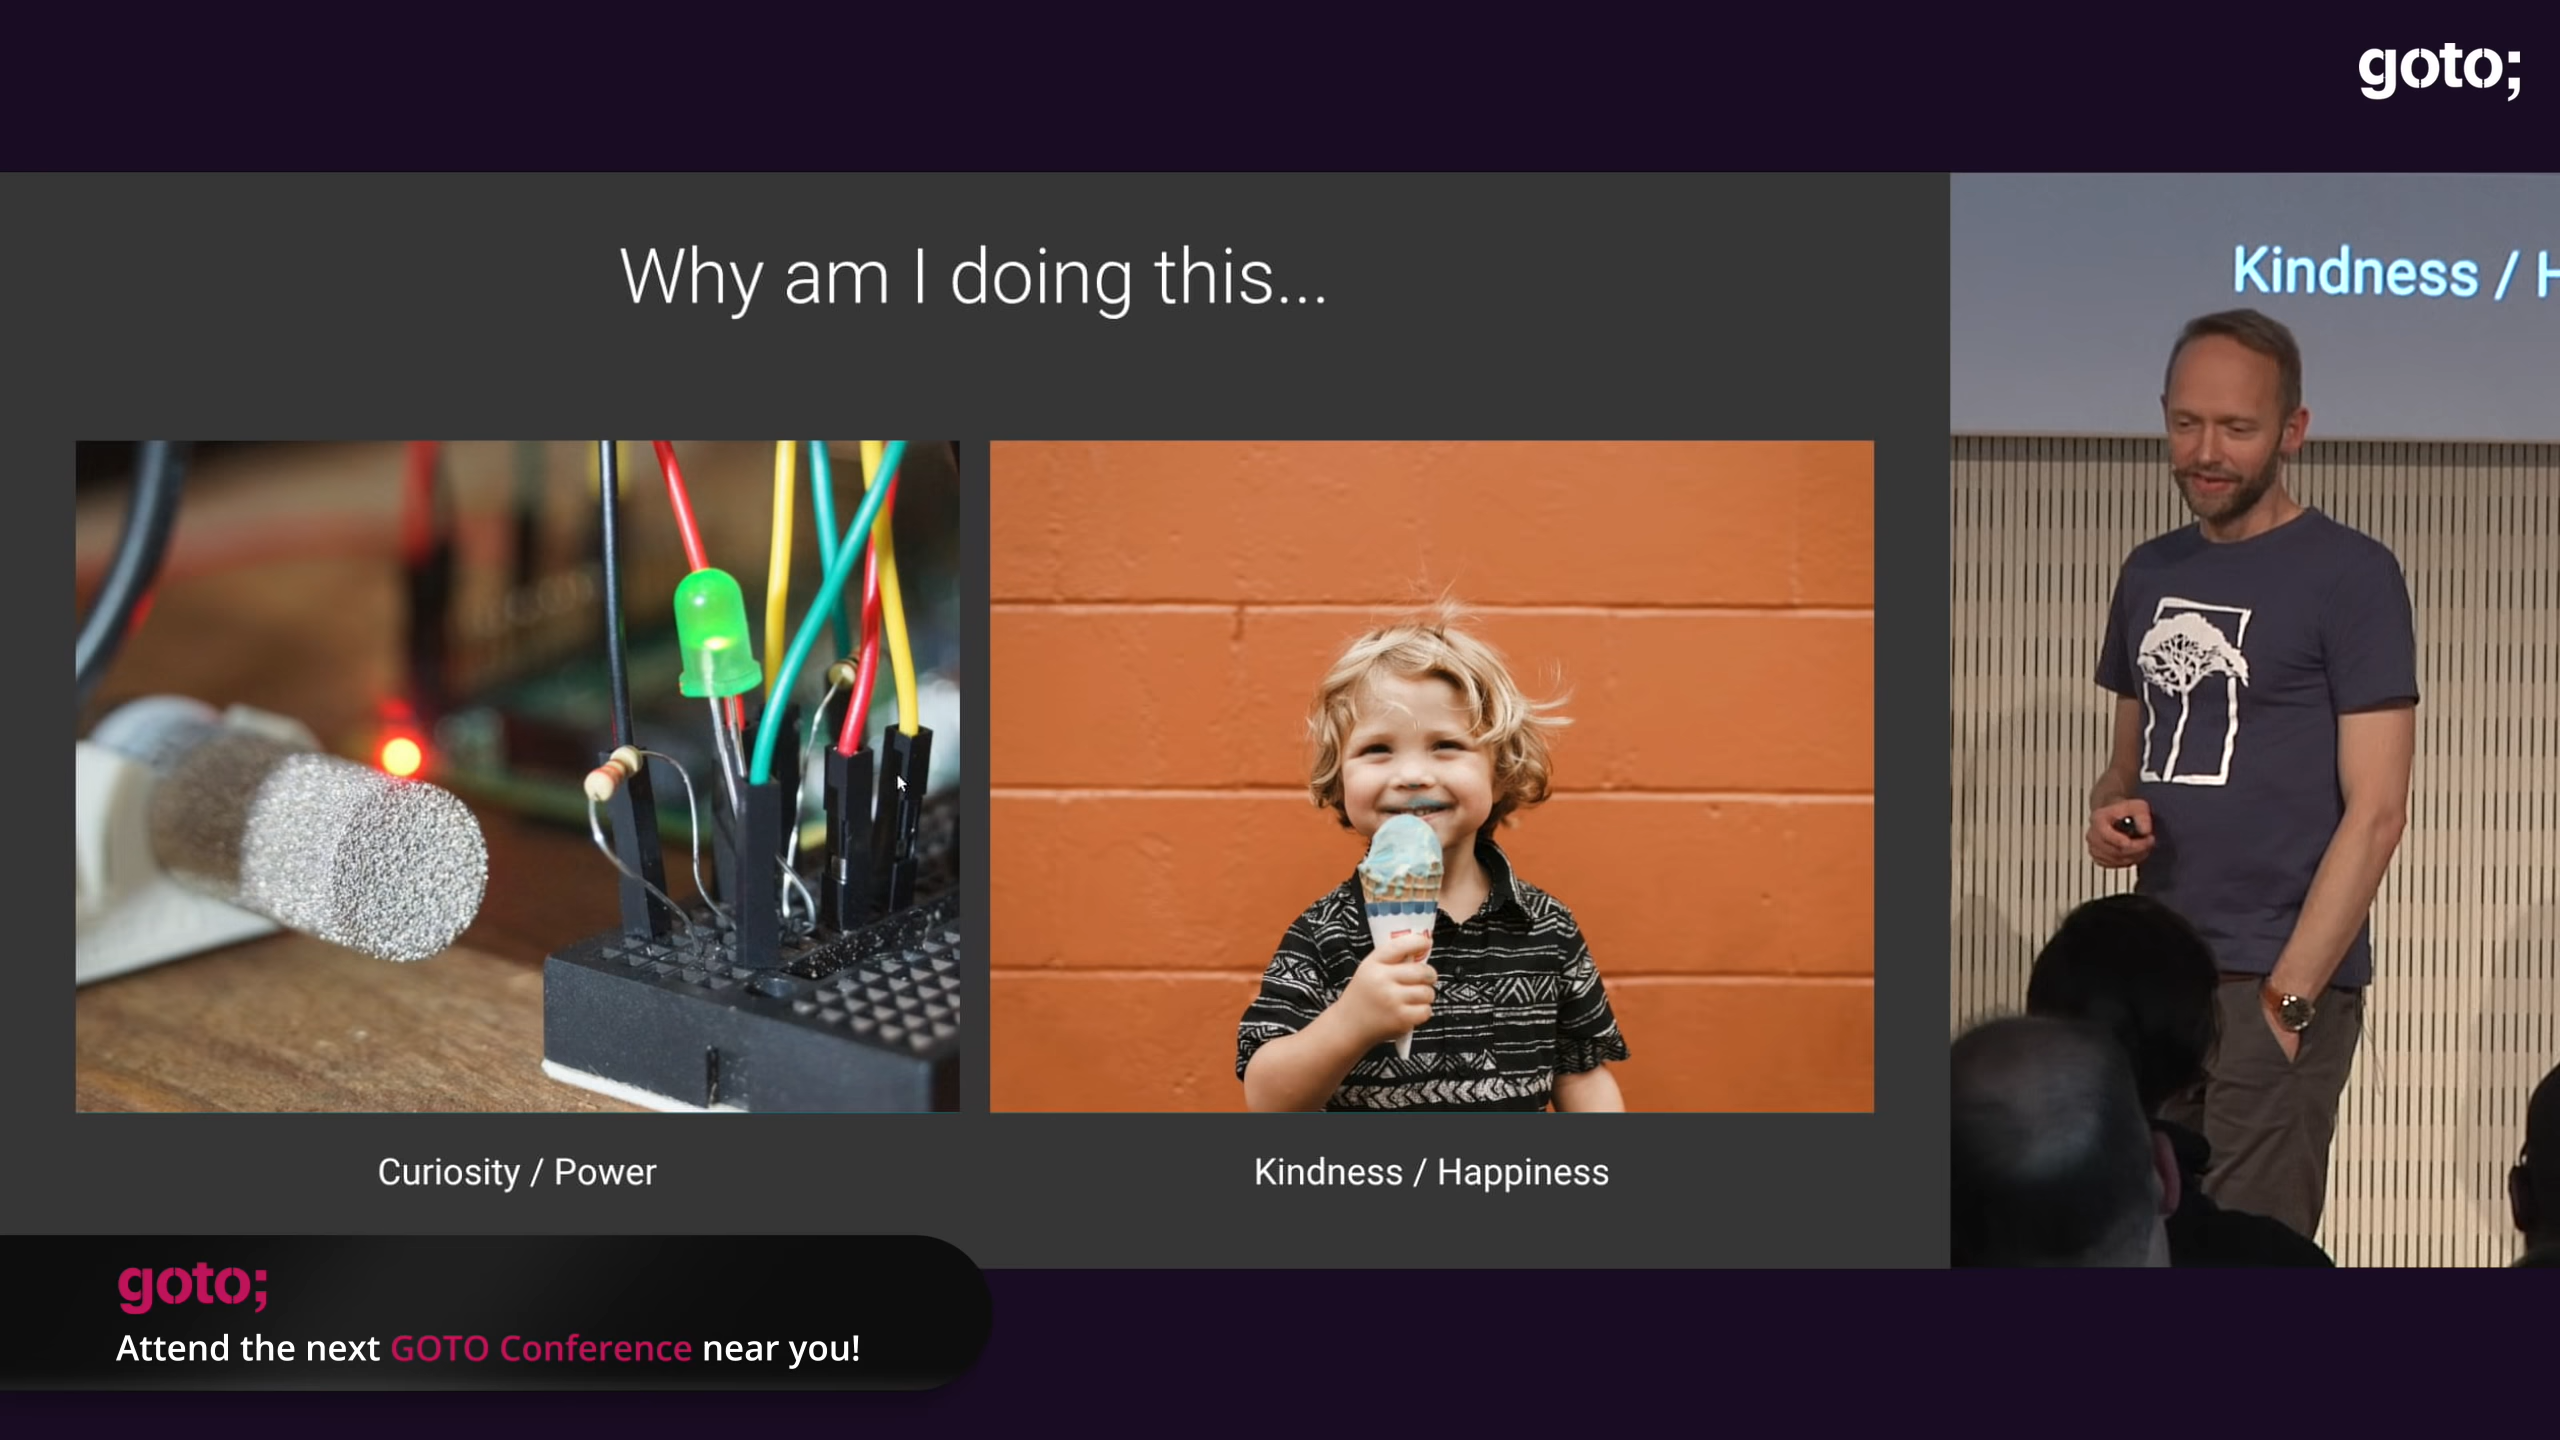 goto;
Why am I doing this...
Kindness / H
Curiosity / Power
Kindness / Happiness
goto;
Attend the next GOTO Conference near you!